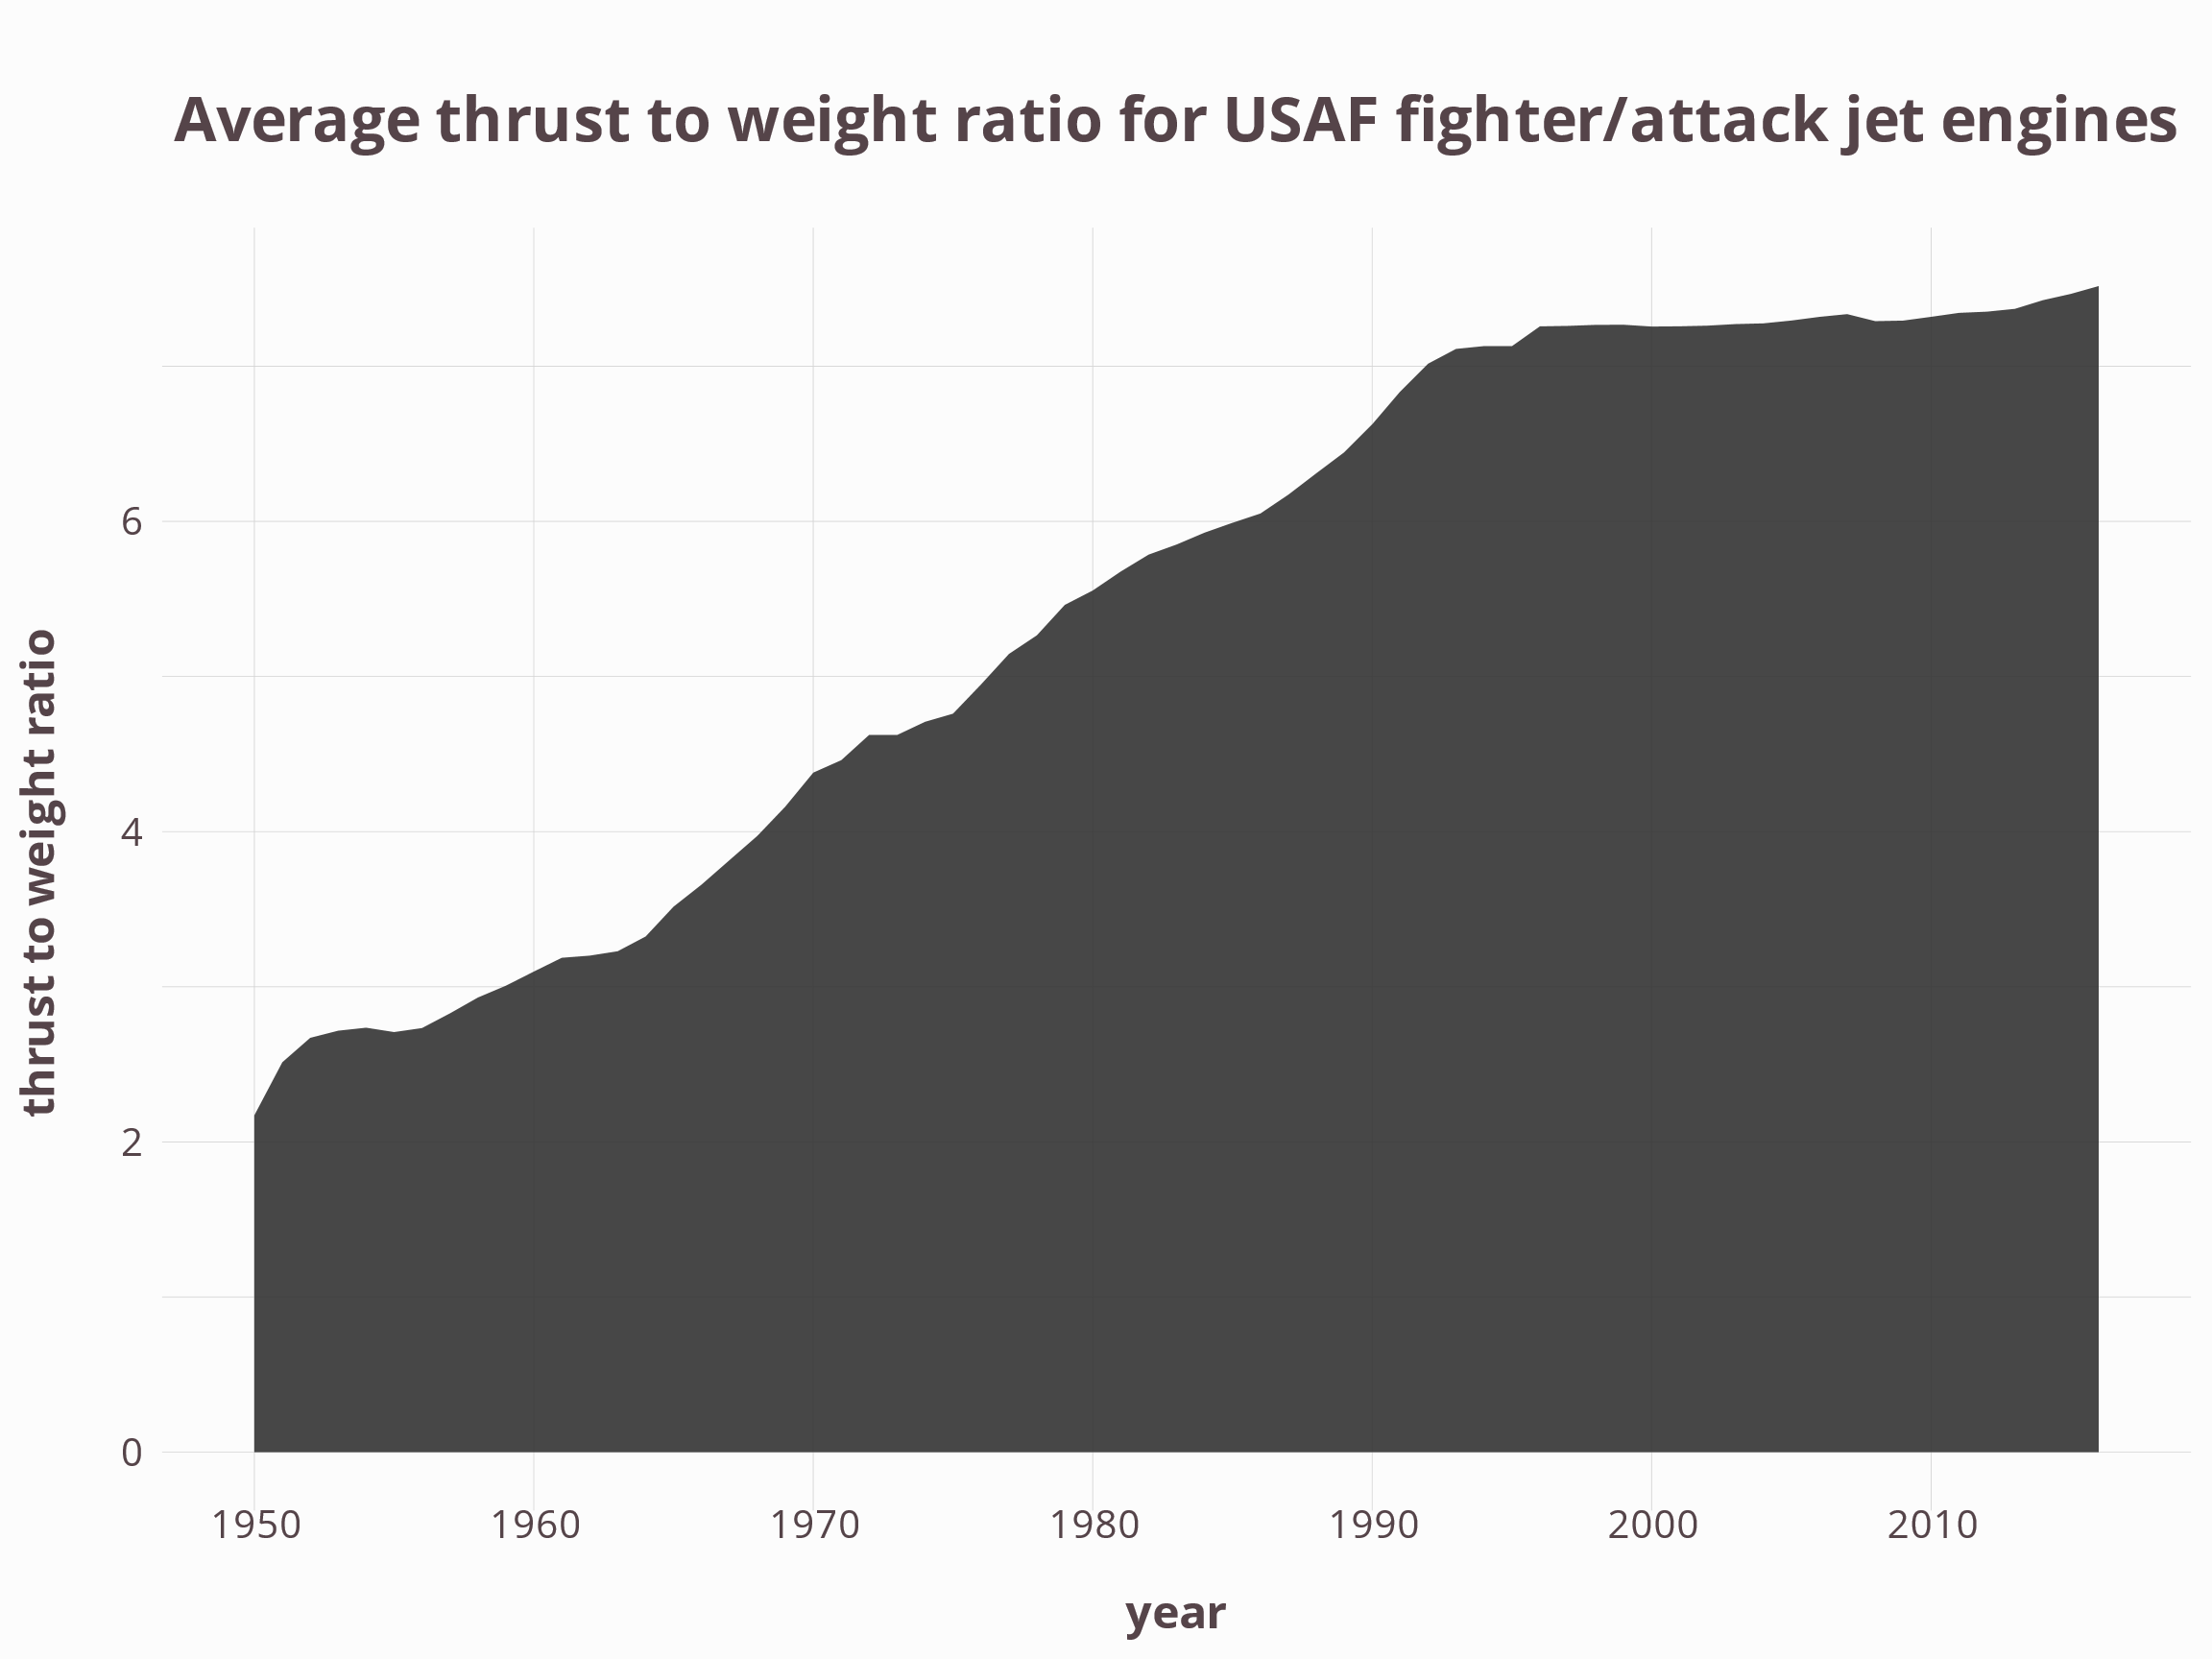 Average thrust to weight ratio for USAF fighter/attack jet engines
thrust to weight ratio
6
4
2
0
1950 1960 1970 1980 1990 2000 2010
year